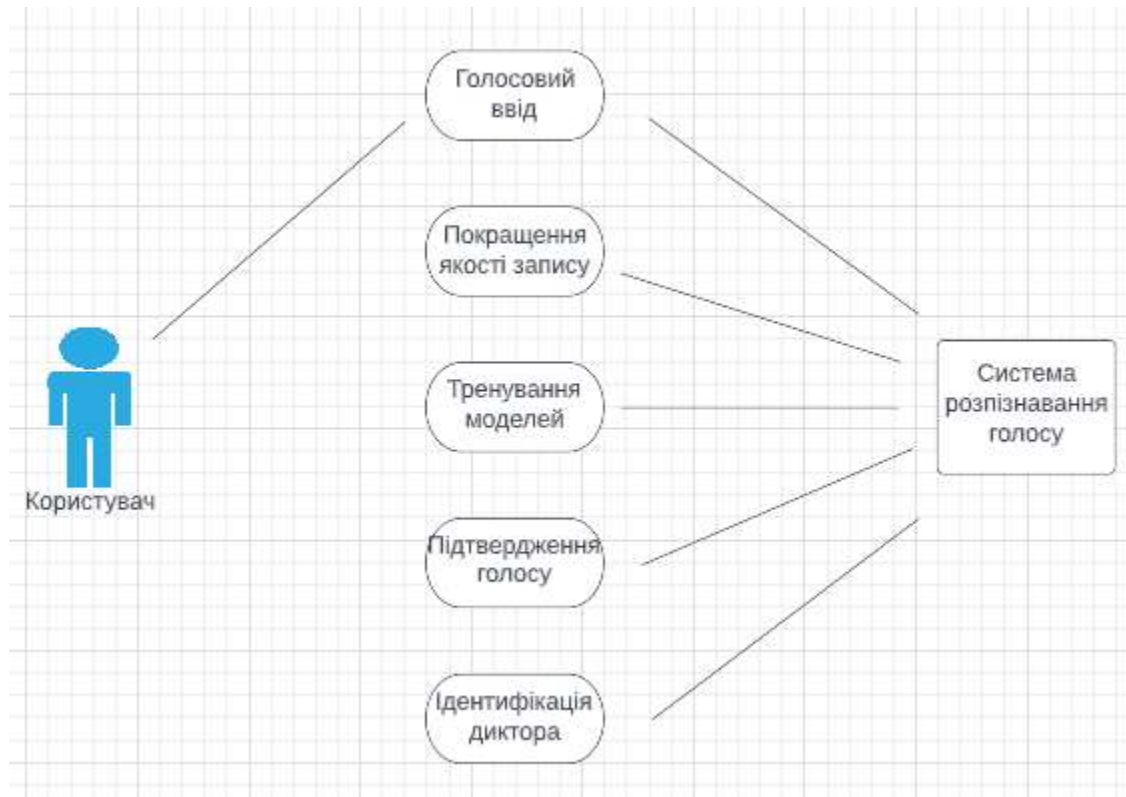 Голосовий
ввід
Покращення
якості запису
Тренування
моделей
Підтвердження
голосу
Ідентифікація
диктора
Користувач
Система
розпізнавання
голосу